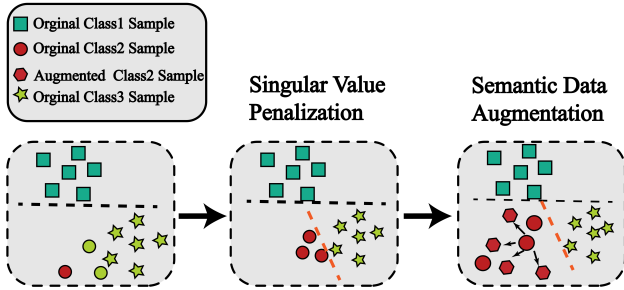 Orginal Class1 Sample
Orginal Class2 Sample
Augmented Class2 Sample
Orginal Class3 Sample
Singular Value
Penalization
Semantic Data
Augmentation